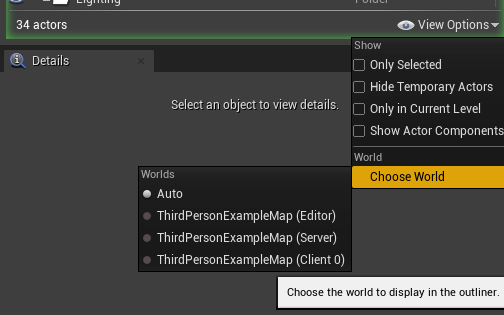 Lighting
Folder
34 actors
View Options
Show
Details
Only Selected
Hide Temporary Actors
Select an object to view details.
Only in Current Level
Show Actor Components
World
Worlds
Choose World
Auto
ThirdPersonExampleMap (Editor)
ThirdPersonExampleMap (Server)
ThirdPersonExampleMap (Client 0)
Choose the world to display in the outliner.